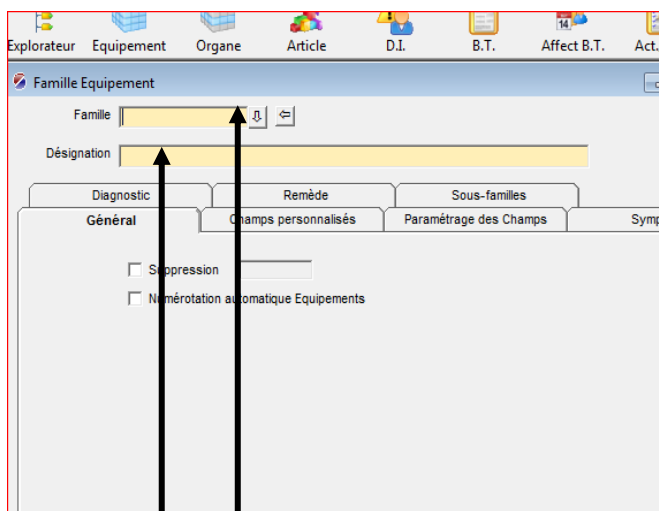 Explorateur Equipement Organe Article D.I. B.T. Affect B.T. Act.
14
Famille Equipement
Famille
Désignation
Diagnostic Remède Sous-familles
Général Champs personnalisés Paramétrage des Champs Symp
Suppression
Numérotation automatique Equipements